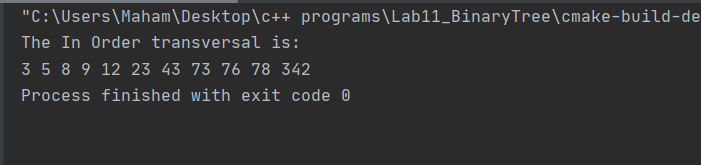 "C:\Users\Maham\Desktop\c++ programs\Lab11_BinaryTree\cmake-build-de
The In Order transversal is:
3 5 8 9 12 23 43 73 76 78 342
Process finished with exit code 0